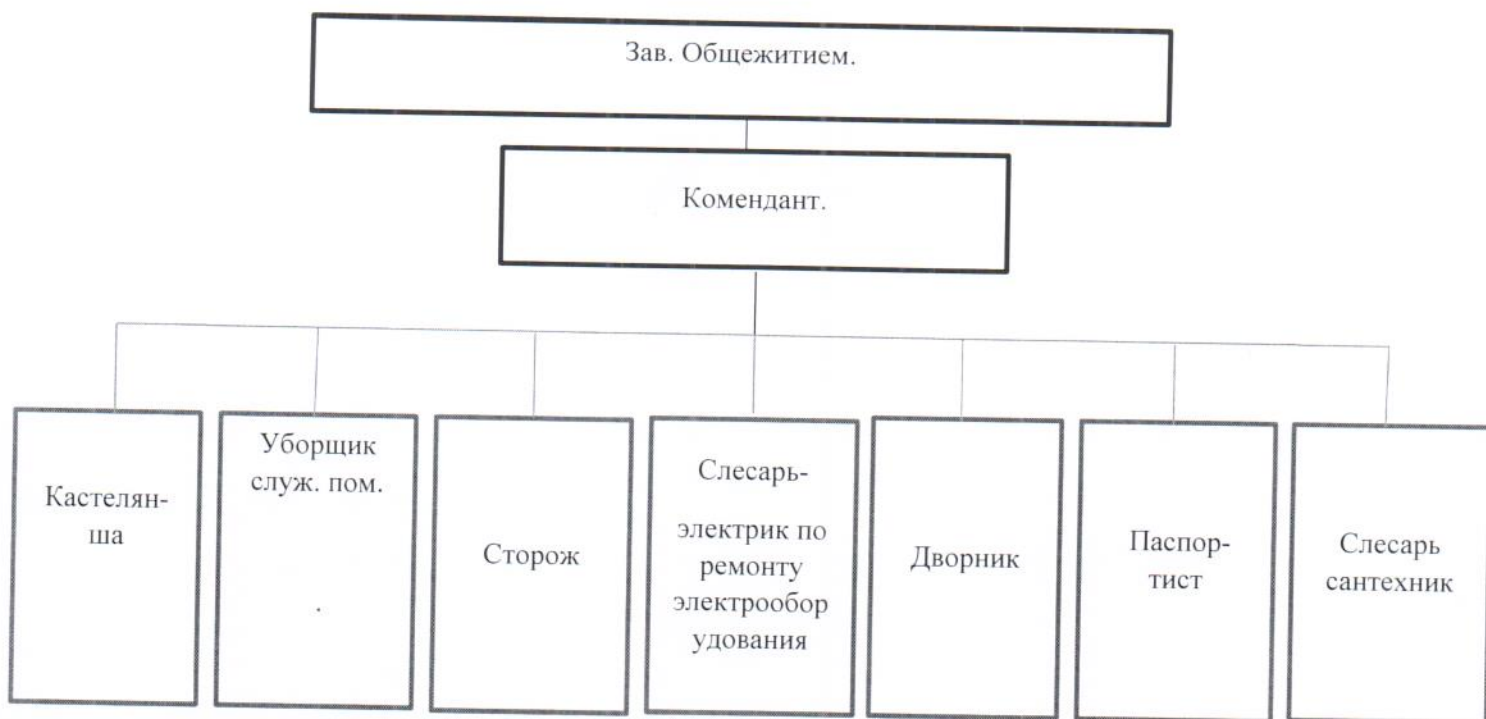 Зав. Общежитием.
Комендант.
Кастелян-
ша
Уборщик
служ. пом.
.
Сторож
Слесарь-
электрик по
ремонту
электрообор
удования
Дворник
Паспор-
тист
Слесарь
сантехник